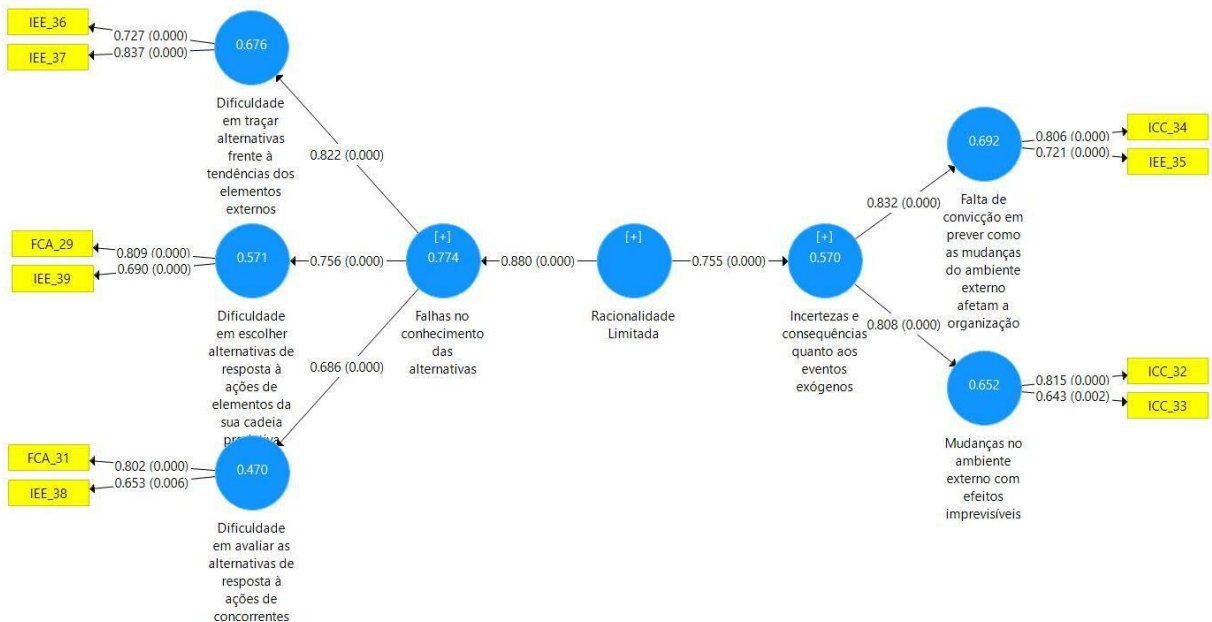 IEE_36
0.727 (0.000)
IEE_37
0.837 (0.000)
0.676
Dificuldade
em traçar
alternativas
frente à
tendências dos
elementos
externos
0.822 (0.000)
FCA_29
0.809 (0.000)
IEE_39
0.690 (0.000)
0.571
Dificuldade
em escolher
alternativas de
resposta à
ações de
elementos da
sua cadeia
0.756 (0.000)
FCA_31
0.802 (0.000)
IEE_38
0.653 (0.006)
0.470
Dificuldade
em avaliar as
alternativas de
resposta à
ações de
concorrentes
0.686 (0.000)
[+]
0.774
Falhas no
conhecimento
das
alternativas
0.880 (0.000)
[+]
Racionalidade
Limitada
0.755 (0.000)
[+]
0.570
Incertezas e
consequências
quanto aos
eventos
exógenos
0.832 (0.000)
0.692
Falta de
convicção em
prever como
as mudanças
do ambiente
externo
afetam a
organização
0.806 (0.000)
ICC_34
0.721 (0.000)
IEE_35
0.808 (0.000)
0.652
Mudanças no
ambiente
externo com
efeitos
imprevisíveis
0.815 (0.000)
ICC_32
0.643 (0.002)
ICC_33